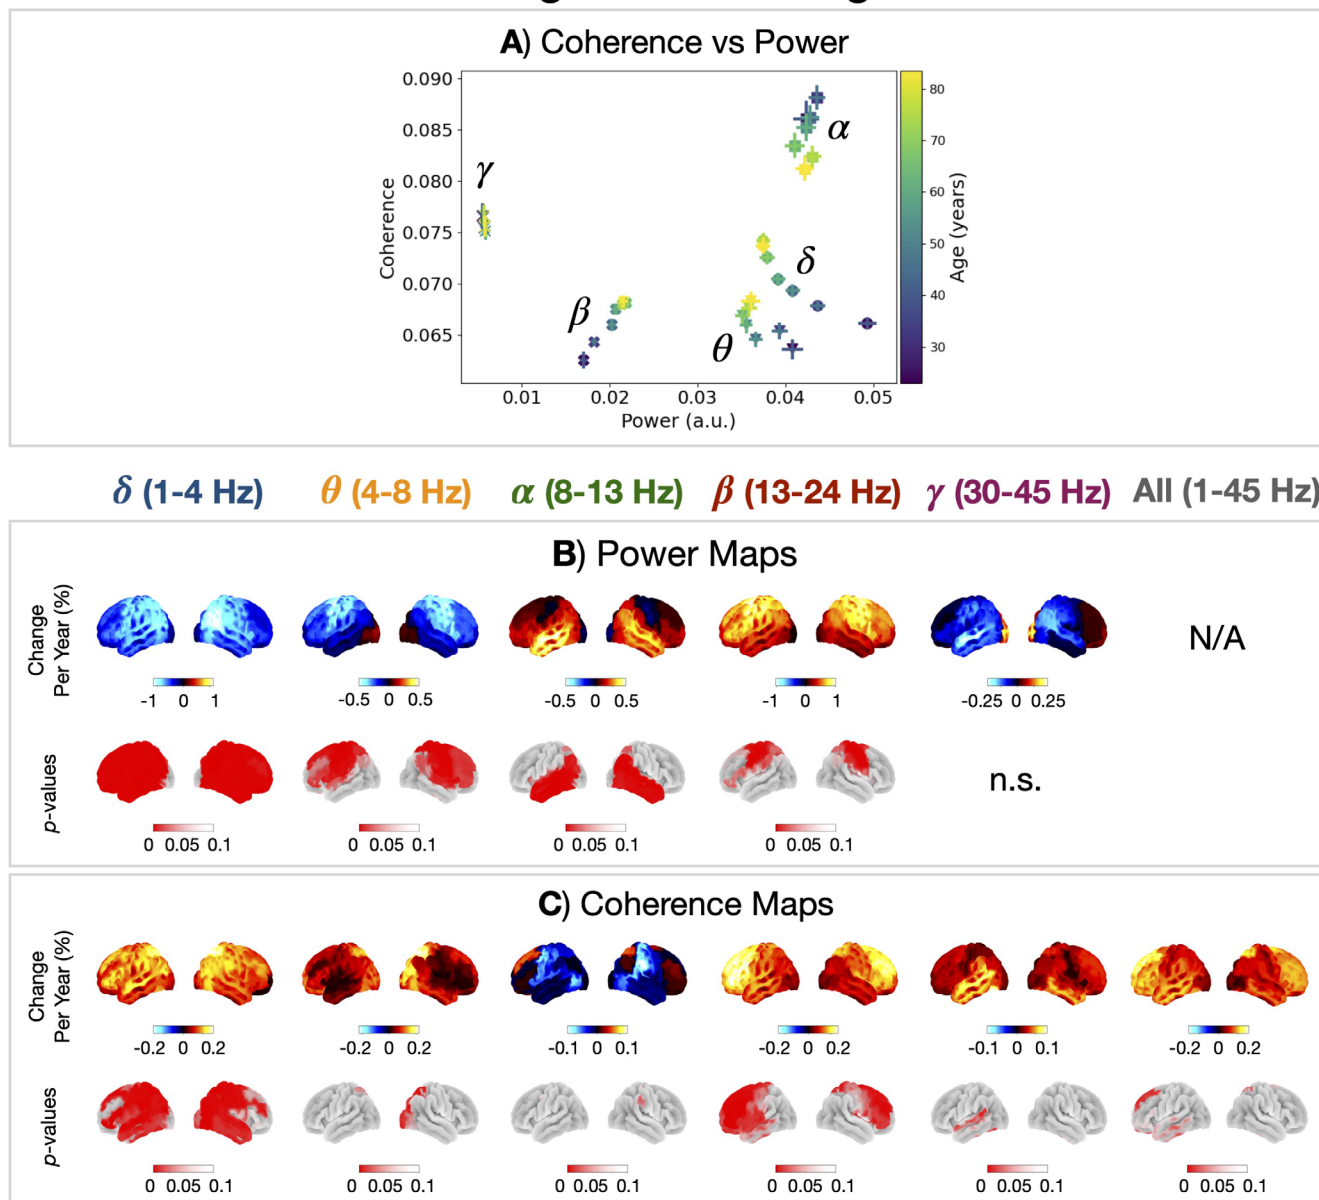 A) Coherence vs Power
0.090
0.085
0.080
0.075
0.070
0.065
Coherence
γ
β
θ
δ
α
0.01 0.02 0.03 0.04 0.05
Power (a.u.)
80
70
60
50
40
30
Age (years)
δ (1-4 Hz) θ (4-8 Hz) α (8-13 Hz) β (13-24 Hz) γ (30-45 Hz) All (1-45 Hz)
B) Power Maps
Change
Per Year (%)
N/A
-1 0 1 -0.5 0 0.5 -0.5 0 0.5 -1 0 1 -0.25 0 0.25
p-values
n.s.
0 0.05 0.1 0 0.05 0.1 0 0.05 0.1 0 0.05 0.1
C) Coherence Maps
Change
Per Year (%)
-0.2 0 0.2 -0.2 0 0.2 -0.1 0 0.1 -0.2 0 0.2 -0.1 0 0.1 -0.2 0 0.2
p-values
0 0.05 0.1 0 0.05 0.1 0 0.05 0.1 0 0.05 0.1 0 0.05 0.1 0 0.05 0.1